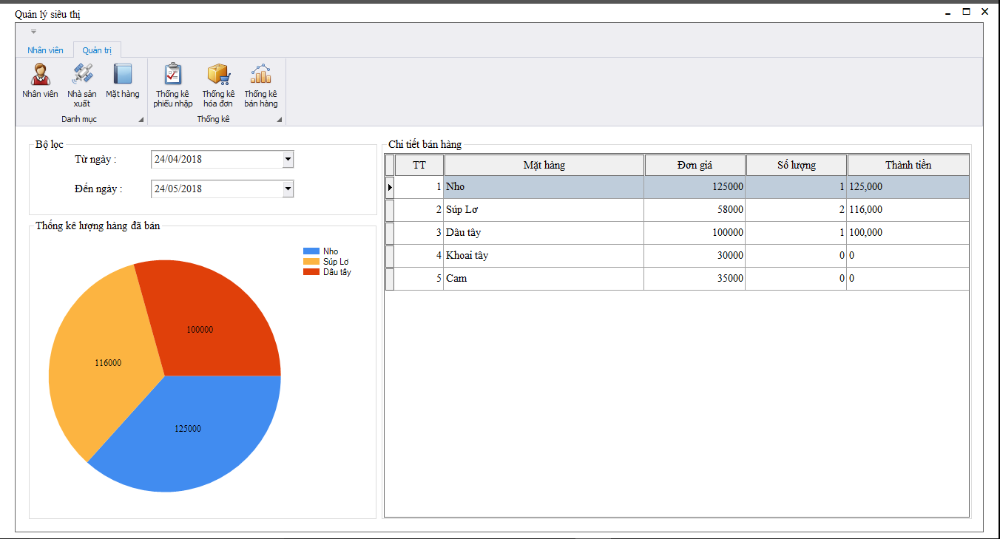 Quản lý siêu thị
Nhân viên Quản trị
Nhân viên Nhà sản xuất Mặt hàng Thống kê phiếu nhập Thống kê hóa đơn Thống kê bán hàng
Danh mục Thống kê
Bộ lọc
Từ ngày : 24/04/2018
Đến ngày : 24/05/2018
Thống kê lượng hàng đã bán
Nho
Súp Lơ
Dâu tây
100000
116000
125000
Chi tiết bán hàng
TT Mặt hàng Đơn giá Số lượng Thành tiền
1 Nho 125000 1 125,000
2 Súp Lơ 58000 2 116,000
3 Dâu tây 100000 1 100,000
4 Khoai tây 30000 0 0
5 Cam 35000 0 0